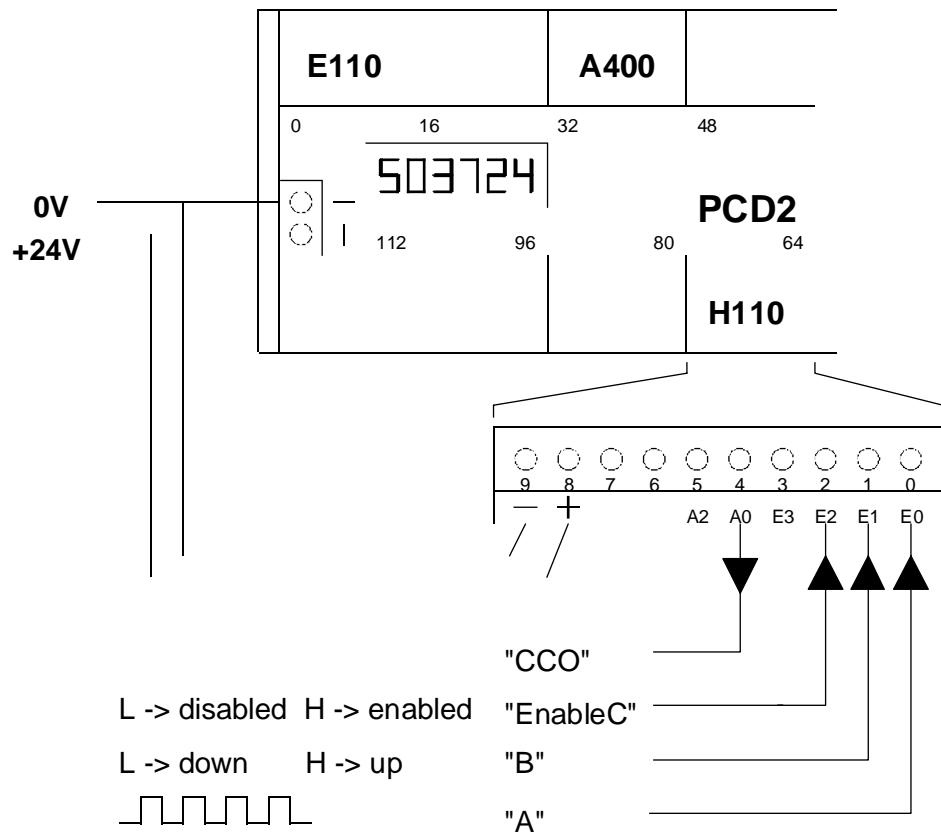 E110 A400
0 16 32 48
503724
0V
+24V
PCD2
112 96 80 64
H110
9 8 7 6 5 4 3 2 1 0
− + A2 A0 E3 E2 E1 E0
"CCO"
L -> disabled H -> enabled "EnableC"
L -> down H -> up "B"
"A"